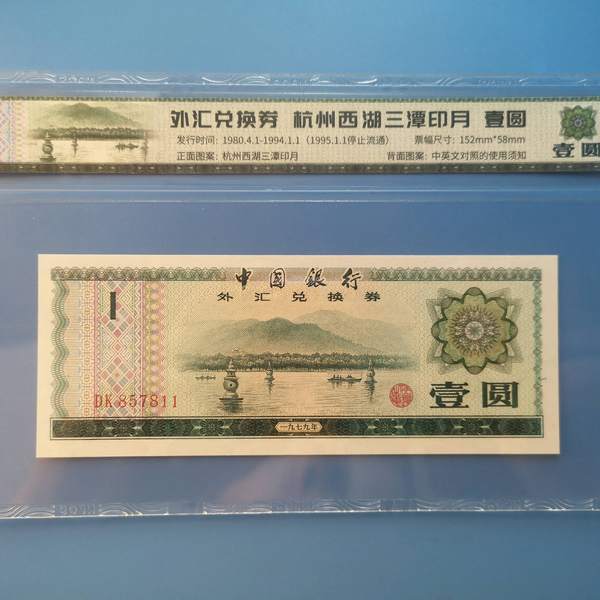 外汇兑换券 杭州西湖三潭印月 壹圆
发行时间: 1980.4.1-1994.1.1 (1995.1.1停止流通) 票幅尺寸: 152mm*58mm
正面图案: 杭州西湖三潭印月 背面图案: 中英文对照的使用须知
壹圆
中國銀行
外汇兑换券
1
DK857811
壹圆
一九七九年